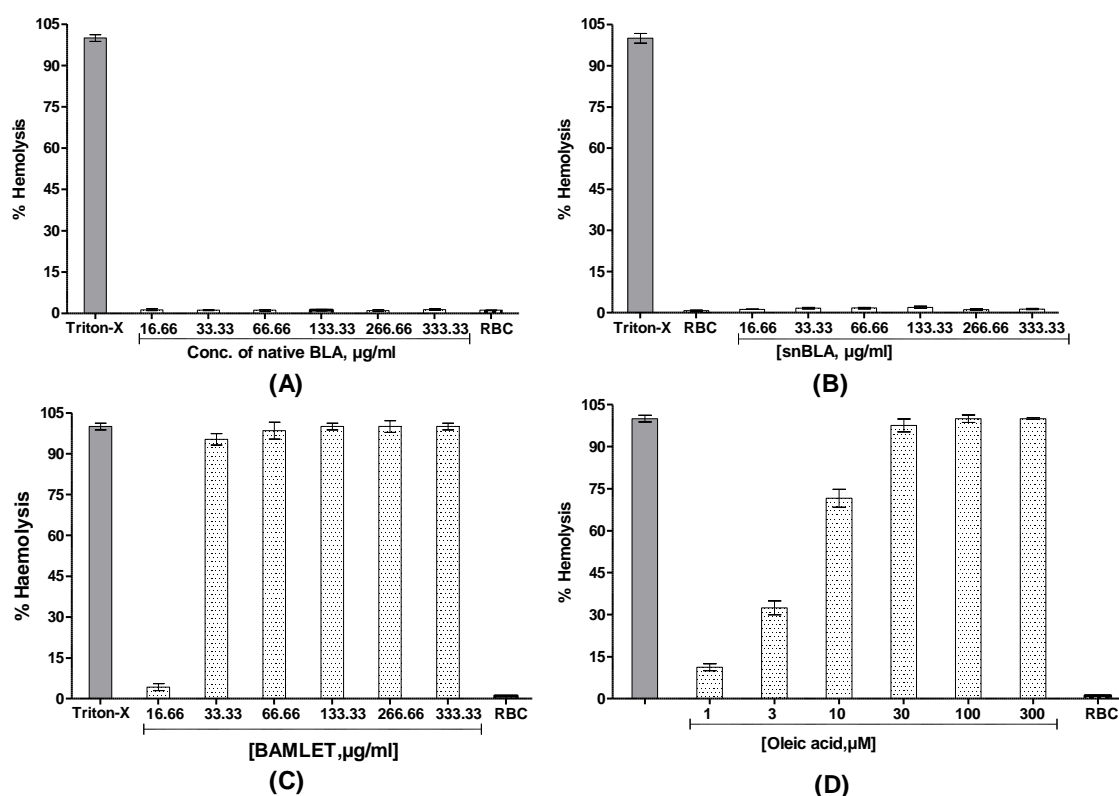 105
90
75
60
45
30
15
0
% Hemolysis
Triton-X 16.66 33.33 66.66 133.33 266.66 333.33 RBC
Conc. of native BLA, µg/ml
(A)
105
90
75
60
45
30
15
0
% Hemolysis
Triton-X RBC 16.66 33.33 66.66 133.33 266.66 333.33
[snBLA, µg/ml]
(B)
105
90
75
60
45
30
15
0
% Haemolysis
Triton-X 16.66 33.33 66.66 133.33 266.66 333.33 RBC
[BAMLET,µg/ml]
(C)
105
90
75
60
45
30
15
0
% Hemolysis
1 3 10 30 100 300 RBC
[Oleic acid,µM]
(D)